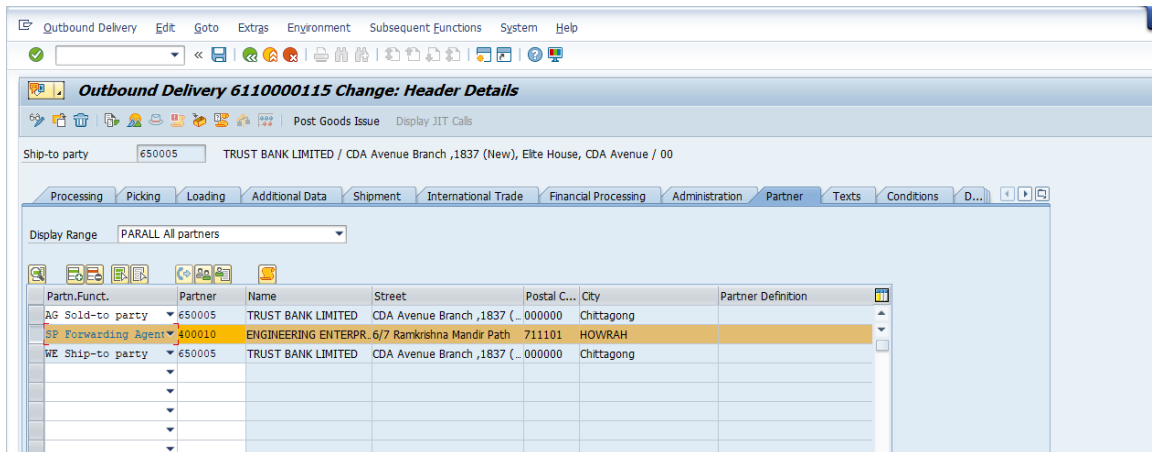 Outbound Delivery Edit Goto Extras Environment Subsequent Functions System Help
Outbound Delivery 6110000115 Change: Header Details
Post Goods Issue Display JIT Calls
Ship-to party 650005 TRUST BANK LIMITED / CDA Avenue Branch ,1837 (New), Elite House, CDA Avenue / 00
Processing Picking Loading Additional Data Shipment International Trade Financial Processing Administration Partner Texts Conditions D...
Display Range PARALL All partners
Partn.Funct. Partner Name Street Postal C... City Partner Definition
AG Sold-to party 650005 TRUST BANK LIMITED CDA Avenue Branch ,1837 (... 000000 Chittagong
SP Forwarding Agent 400010 ENGINEERING ENTERPR... 6/7 Ramkrishna Mandir Path 711101 HOWRAH
WE Ship-to party 650005 TRUST BANK LIMITED CDA Avenue Branch ,1837 (... 000000 Chittagong